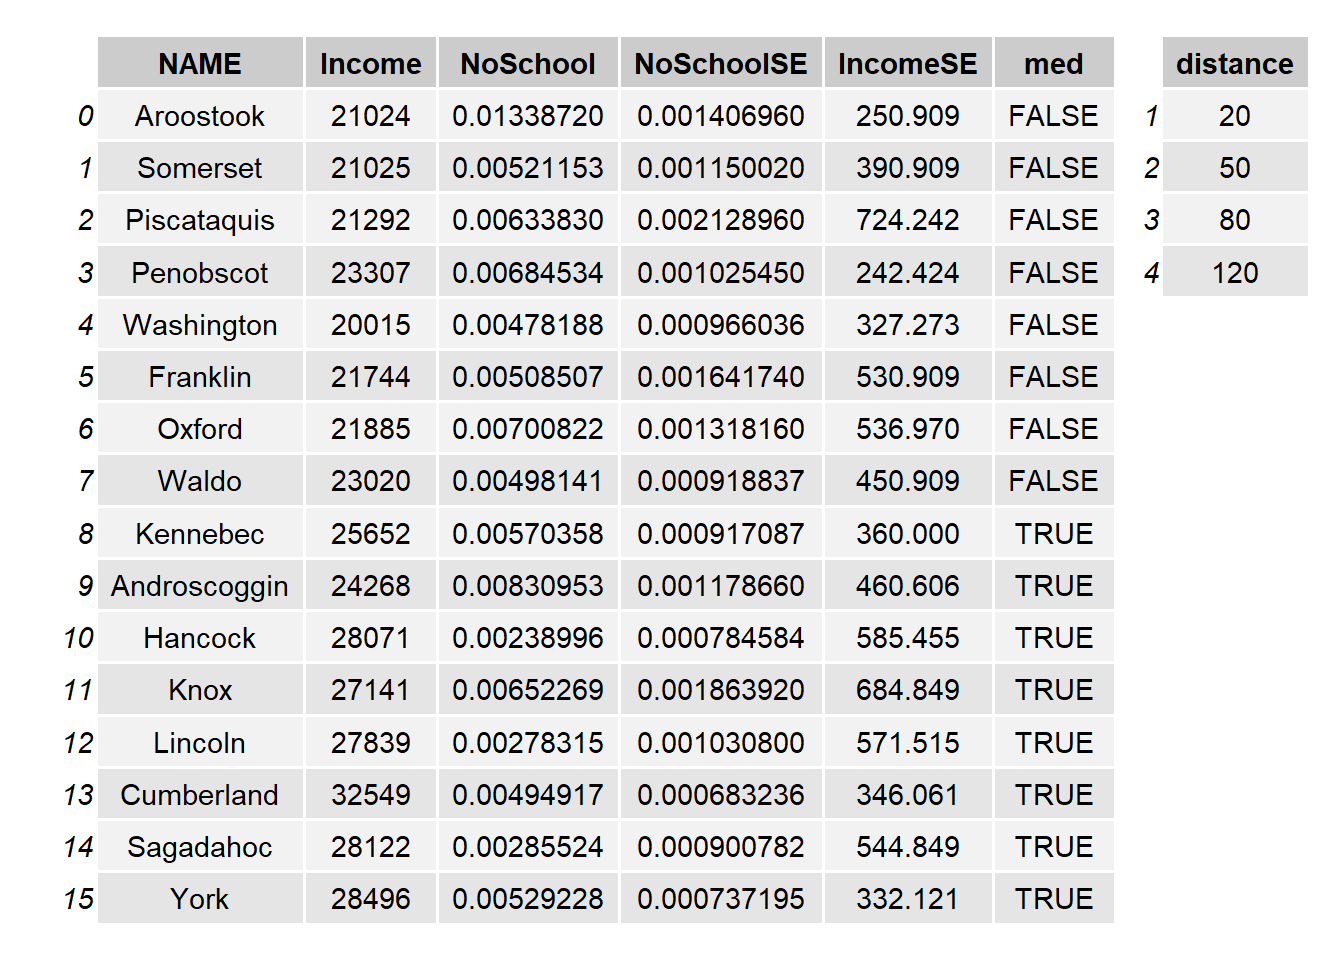 NAME Income NoSchool NoSchoolSE IncomeSE med distance
0 Aroostook 21024 0.01338720 0.001406960 250.909 FALSE 1 20
1 Somerset 21025 0.00521153 0.001150020 390.909 FALSE 2 50
2 Piscataquis 21292 0.00633830 0.002128960 724.242 FALSE 3 80
3 Penobscot 23307 0.00684534 0.001025450 242.424 FALSE 4 120
4 Washington 20015 0.00478188 0.000966036 327.273 FALSE
5 Franklin 21744 0.00508507 0.001641740 530.909 FALSE
6 Oxford 21885 0.00700822 0.001318160 536.970 FALSE
7 Waldo 23020 0.00498141 0.000918837 450.909 FALSE
8 Kennebec 25652 0.00570358 0.000917087 360.000 TRUE
9 Androscoggin 24268 0.00830953 0.001178660 460.606 TRUE
10 Hancock 28071 0.00238996 0.000784584 585.455 TRUE
11 Knox 27141 0.00652269 0.001863920 684.849 TRUE
12 Lincoln 27839 0.00278315 0.001030800 571.515 TRUE
13 Cumberland 32549 0.00494917 0.000683236 346.061 TRUE
14 Sagadahoc 28122 0.00285524 0.000900782 544.849 TRUE
15 York 28496 0.00529228 0.000737195 332.121 TRUE